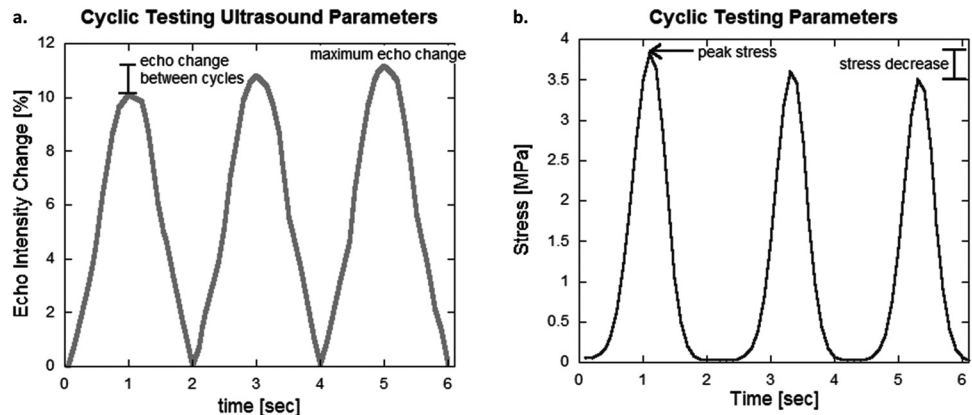 a.
Cyclic Testing Ultrasound Parameters
Echo Intensity Change [%]
12
10
8
6
4
2
0
echo change
between cycles
maximum echo change
0 1 2 3 4 5 6
time [sec]
b.
Cyclic Testing Parameters
Stress [MPa]
4
3.5
3
2.5
2
1.5
1
0.5
0
peak stress
stress decrease
0 1 2 3 4 5 6
Time [sec]